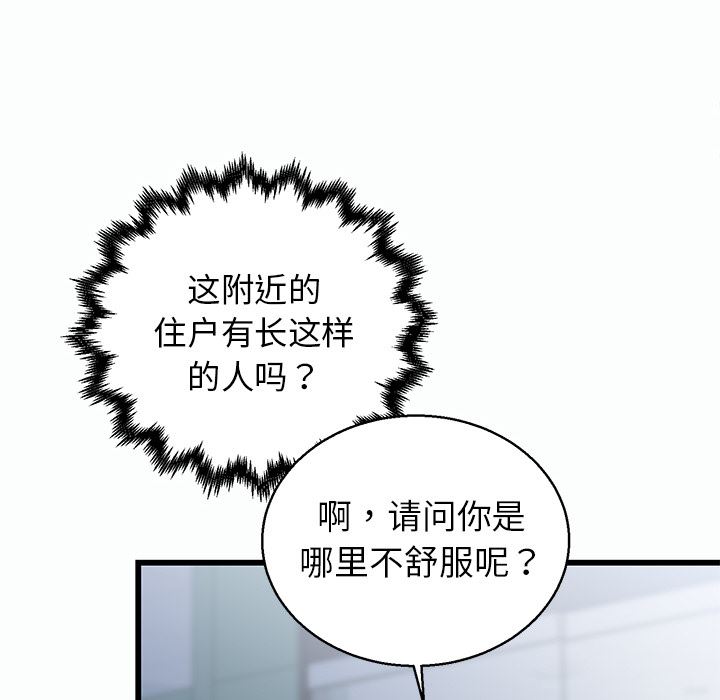 这附近的
住户有长这样
的人吗？
啊，请问你是
哪里不舒服呢？